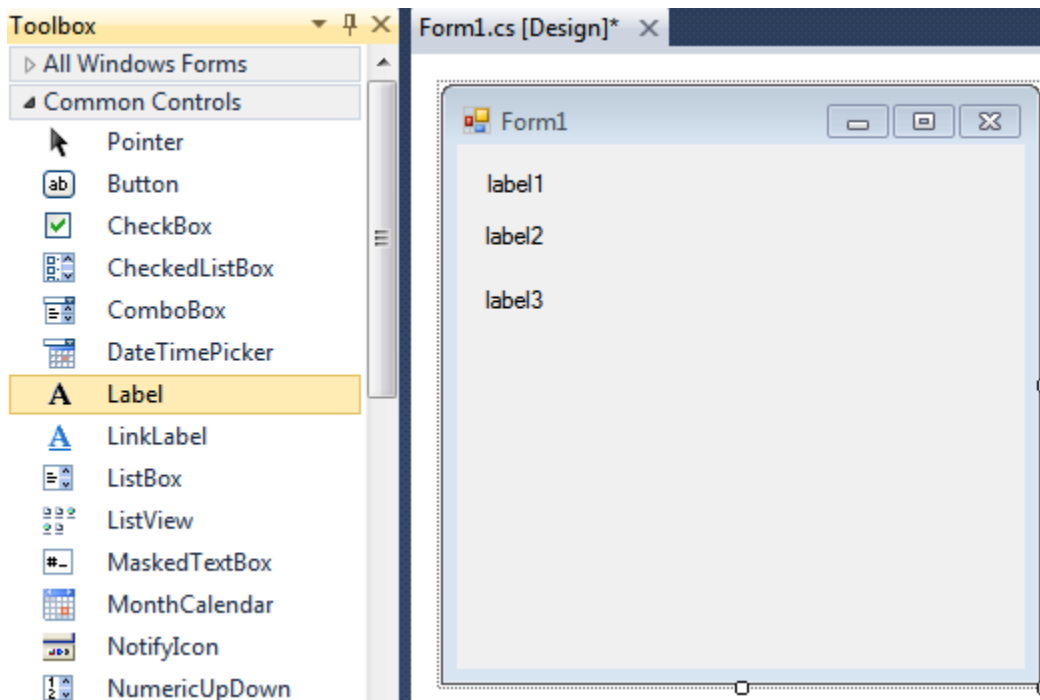 Toolbox
All Windows Forms
Common Controls
Pointer
Button
CheckBox
CheckedListBox
ComboBox
DateTimePicker
Label
LinkLabel
ListBox
ListView
MaskedTextBox
MonthCalendar
NotifyIcon
NumericUpDown
Form1.cs [Design]*
Form1
label1
label2
label3